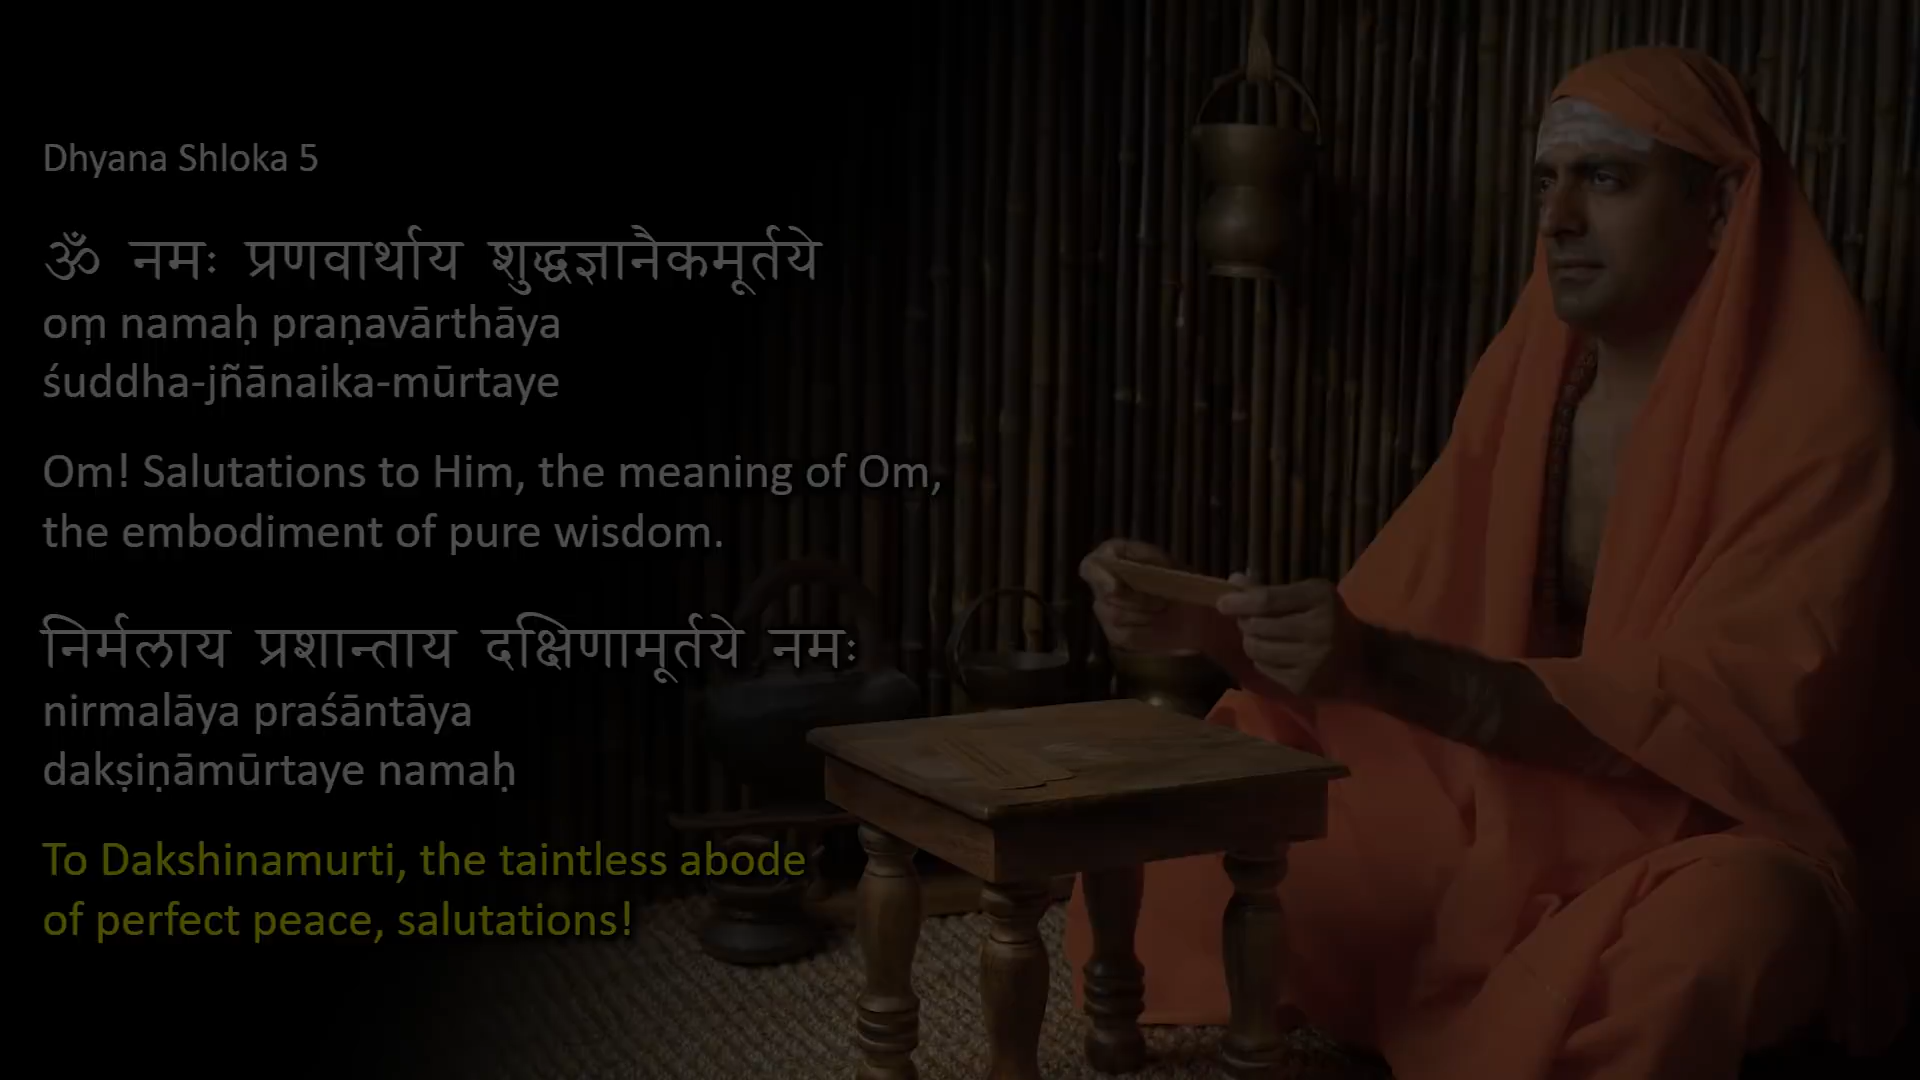 Dhyana Shloka 5
ॐ नमः प्रणवार्थाय शुद्धज्ञानैकमूर्तये
oṃ namaḥ praṇavārthāya
śuddha-jñānaika-mūrtaye
Om! Salutations to Him, the meaning of Om,
the embodiment of pure wisdom.
निर्मलाय प्रशान्ताय दक्षिणामूर्तये नमः
nirmalāya praśāntāya
dakṣiṇāmūrtaye namaḥ
To Dakshinamurti, the taintless abode
of perfect peace, salutations!